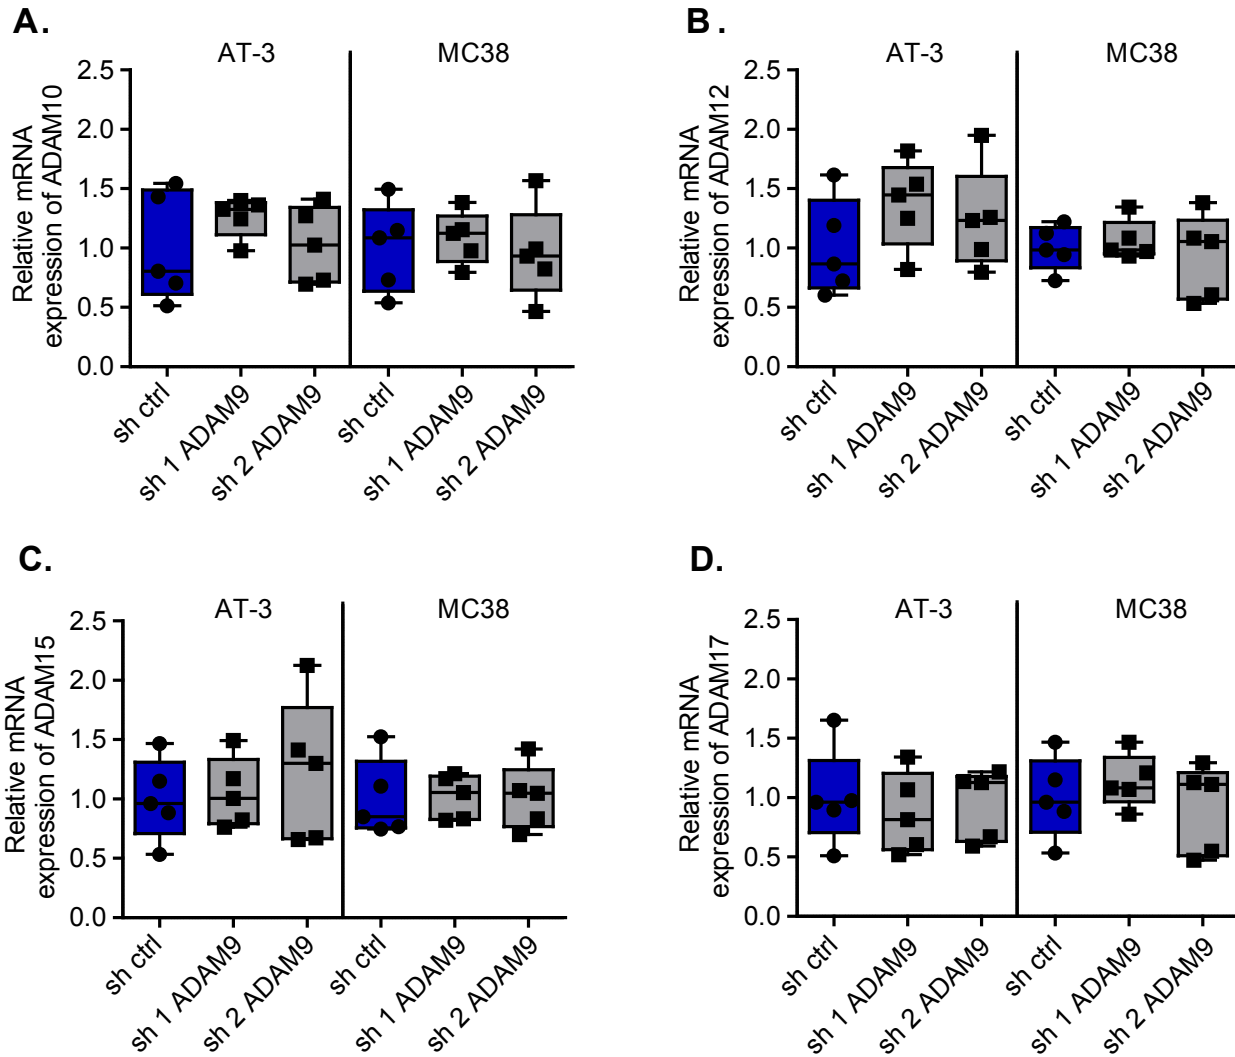 A.
AT-3
MC38
Relative mRNA
expression of ADAM10
2.5
2.0
1.5
1.0
0.5
0.0
sh ctrl
sh 1 ADAM9
sh 2 ADAM9
sh ctrl
sh 1 ADAM9
sh 2 ADAM9
B.
AT-3
MC38
Relative mRNA
expression of ADAM12
2.5
2.0
1.5
1.0
0.5
0.0
sh ctrl
sh 1 ADAM9
sh 2 ADAM9
sh ctrl
sh 1 ADAM9
sh 2 ADAM9
C.
AT-3
MC38
Relative mRNA
expression of ADAM15
2.5
2.0
1.5
1.0
0.5
0.0
sh ctrl
sh 1 ADAM9
sh 2 ADAM9
sh ctrl
sh 1 ADAM9
sh 2 ADAM9
D.
AT-3
MC38
Relative mRNA
expression of ADAM17
2.5
2.0
1.5
1.0
0.5
0.0
sh ctrl
sh 1 ADAM9
sh 2 ADAM9
sh ctrl
sh 1 ADAM9
sh 2 ADAM9